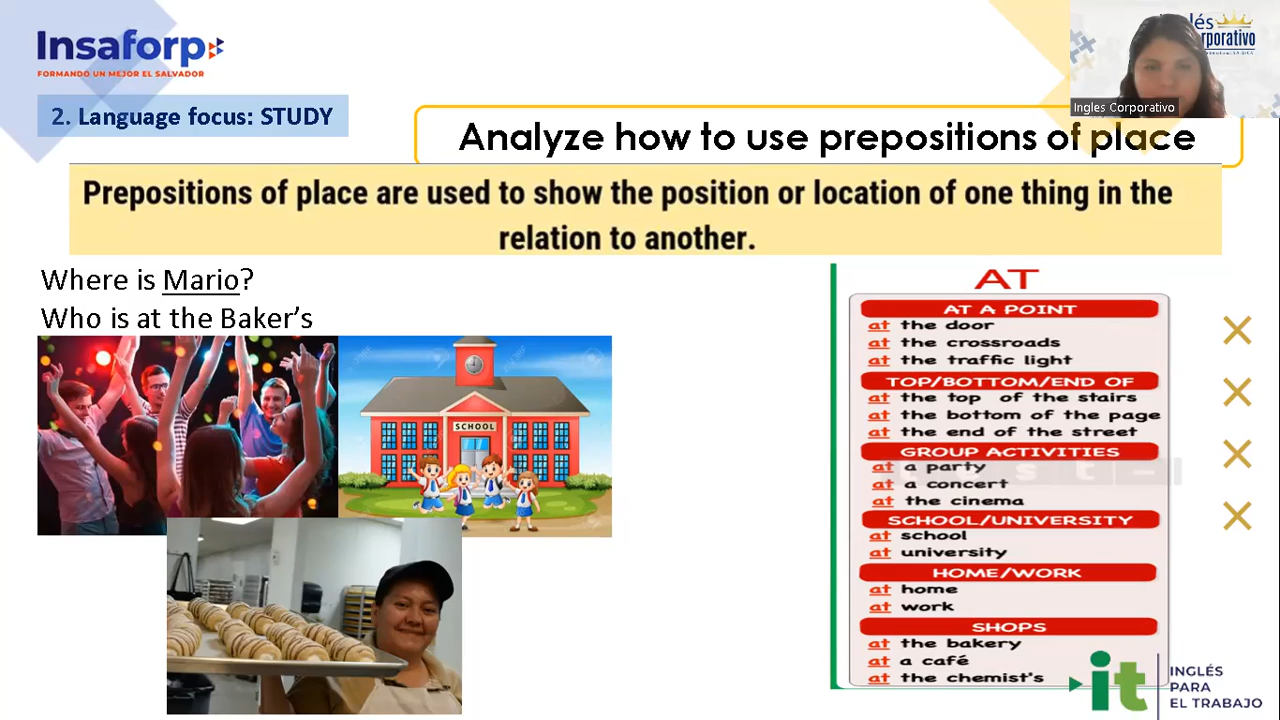 Insaforp
FORMANDO UN MEJOR EL SALVADOR
Ingles Corporativo
2. Language focus: STUDY
Analyze how to use prepositions of place
Prepositions of place are used to show the position or location of one thing in the
relation to another.
Where is Mario?
Who is at the Baker's
SCHOOL
AT
AT A POINT
at the door
at the crossroads
at the traffic light
TOP/BOTTOM/END OF
at the top of the stairs
at the bottom of the page
at the end of the street
GROUP ACTIVITIES
at a party
at a concert
at the cinema
SCHOOL/UNIVERSITY
at school
at university
HOME/WORK
at home
at work
SHOPS
at the bakery
at a café
at the chemist's
it
INGLÉS
PARA
EL TRABAJO